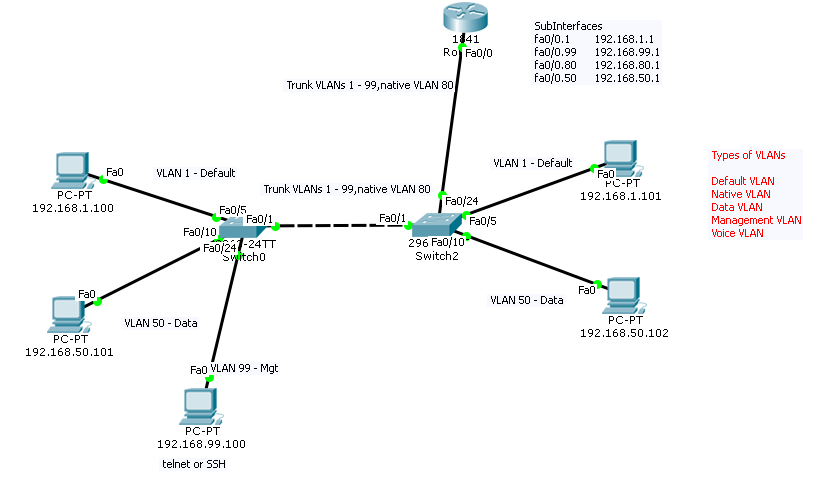 SubInterfaces
fa0/0.1 192.168.1.1
fa0/0.99 192.168.99.1
fa0/0.80 192.168.80.1
fa0/0.50 192.168.50.1
1841
Fa0/0
Trunk VLANs 1 - 99,native VLAN 80
Types of VLANs
Default VLAN
Native VLAN
Data VLAN
Management VLAN
Voice VLAN
VLAN 1 - Default
Fa0
PC-PT
192.168.1.101
Fa0
PC-PT
192.168.1.100
VLAN 1 - Default
Trunk VLANs 1 - 99,native VLAN 80
Fa0/24
Fa0/5
Fa0/1
Fa0/1
Fa0/5
Fa0/10
Fa0/24
24TT
Switch0
296
Fa0/10
Switch2
Fa0
PC-PT
192.168.50.101
VLAN 50 - Data
VLAN 50 - Data
Fa0
PC-PT
192.168.50.102
Fa0
VLAN 99 - Mgt
PC-PT
192.168.99.100
telnet or SSH